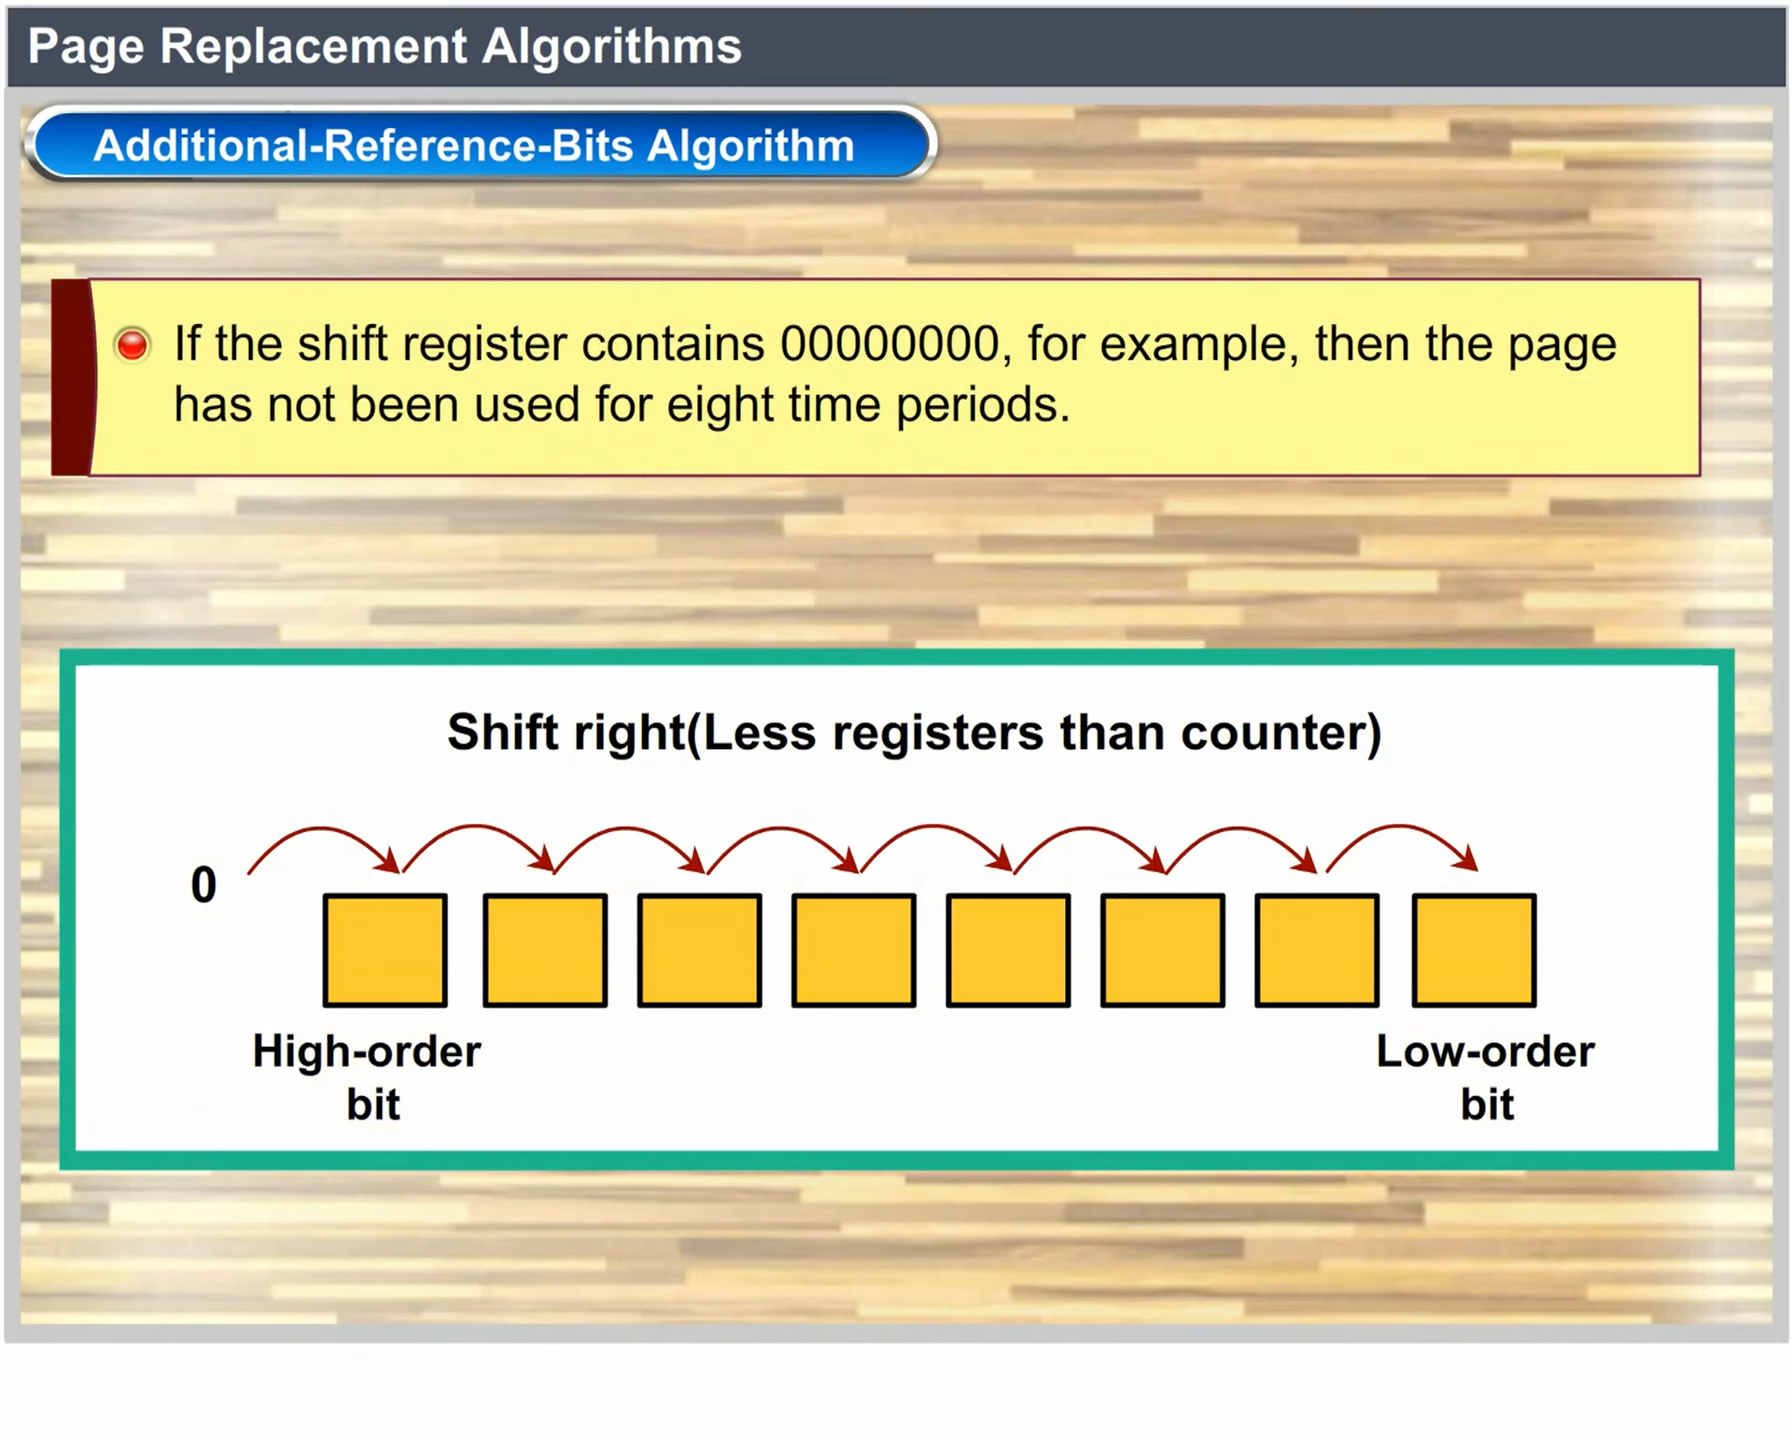 Page Replacement Algorithms
Additional-Reference-Bits Algorithm
If the shift register contains 00000000, for example, then the page
has not been used for eight time periods.
Shift right(Less registers than counter)
0
High-order
bit
Low-order
bit